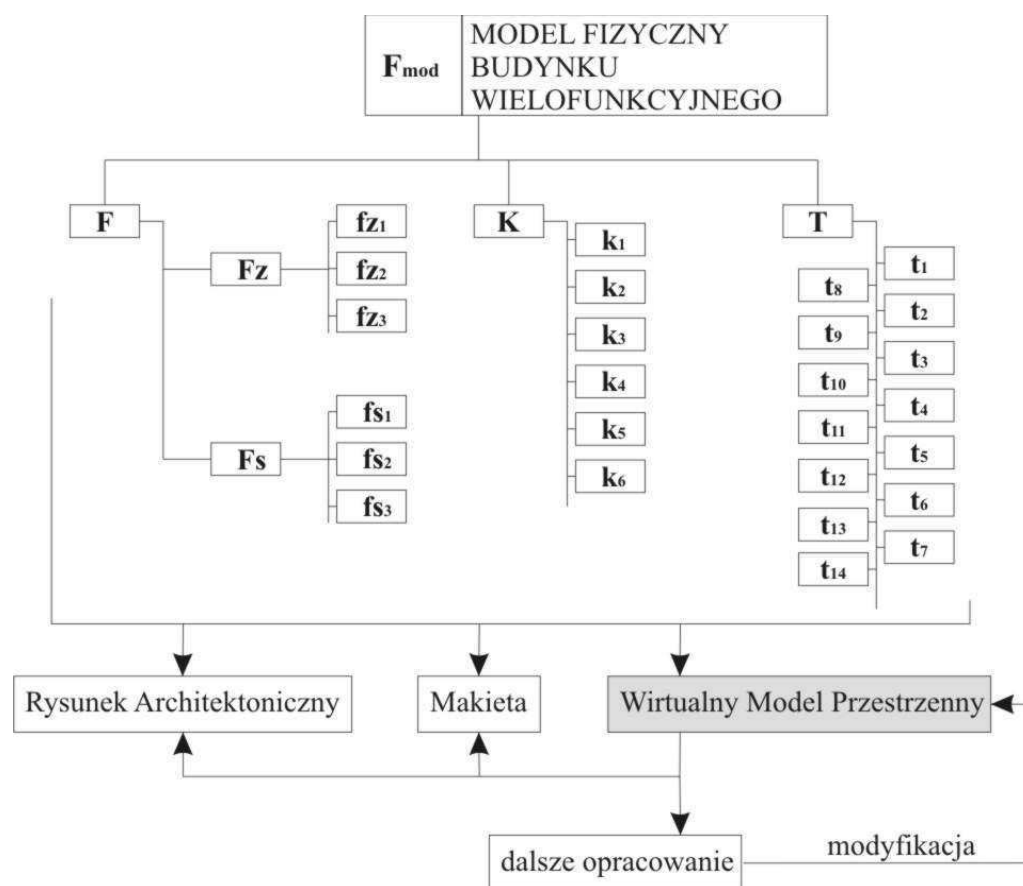 Fmod
MODEL FIZYCZNY
BUDYNKU
WIELOFUNKCYJNEGO
F
Fz
fz1
fz2
fz3
Fs
fs1
fs2
fs3
K
k1
k2
k3
k4
k5
k6
T
t1
t2
t3
t4
t5
t6
t7
t8
t9
t10
t11
t12
t13
t14
Rysunek Architektoniczny
Makieta
Wirtualny Model Przestrzenny
dalsze opracowanie
modyfikacja